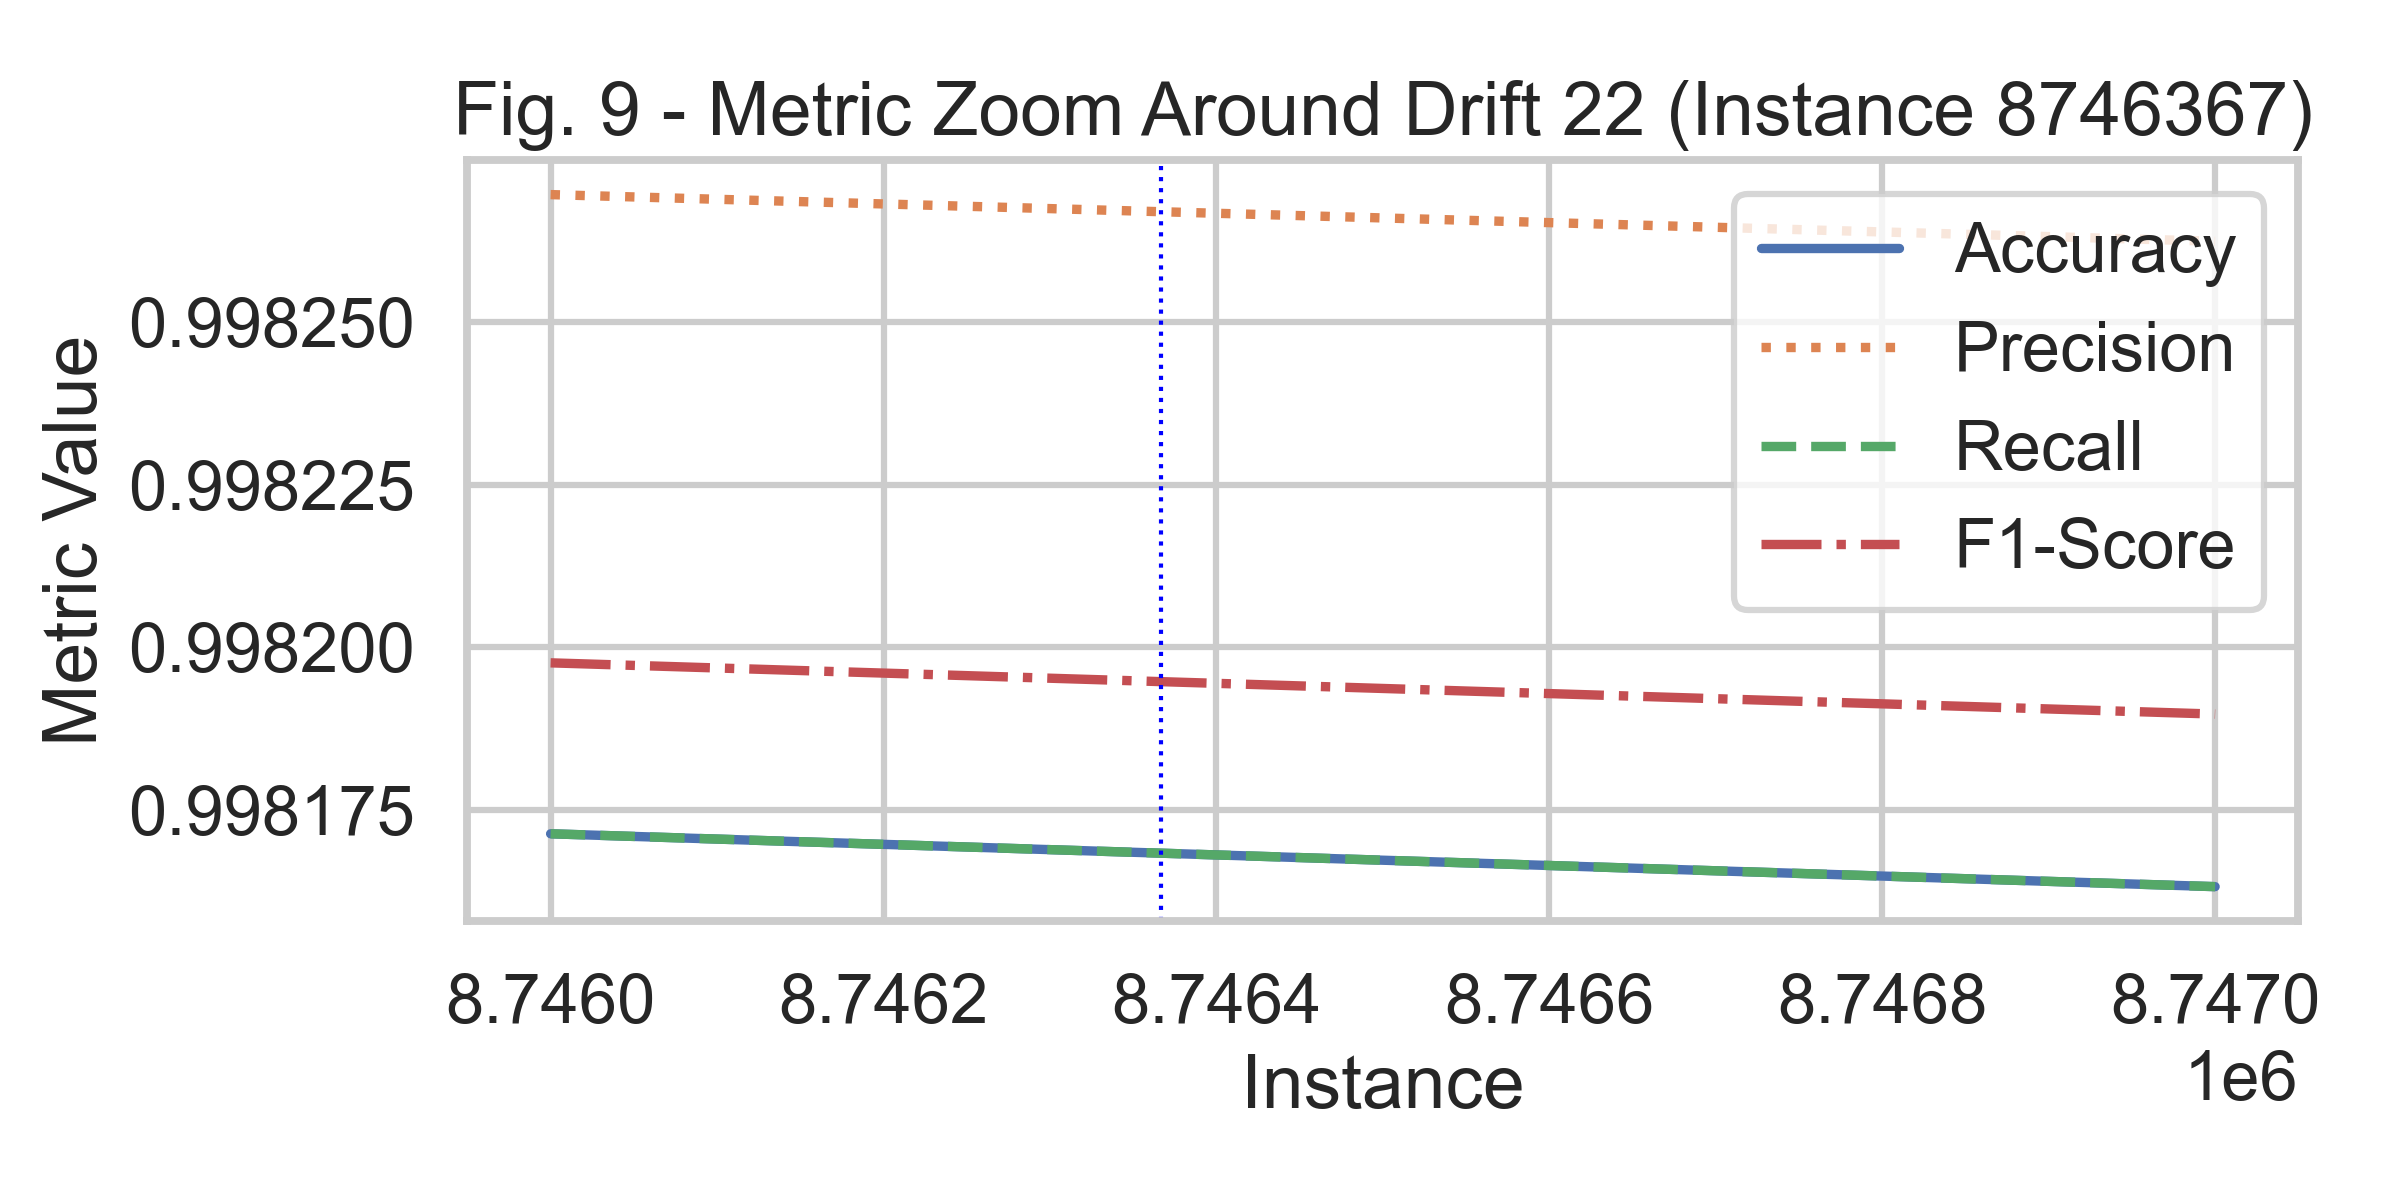 Fig. 9 - Metric Zoom Around Drift 22 (Instance 8746367)
Metric Value
0.998250
0.998225
0.998200
0.998175
Accuracy
Precision
Recall
F1-Score
8.7460 8.7462 8.7464 8.7466 8.7468 8.7470
Instance
1e6